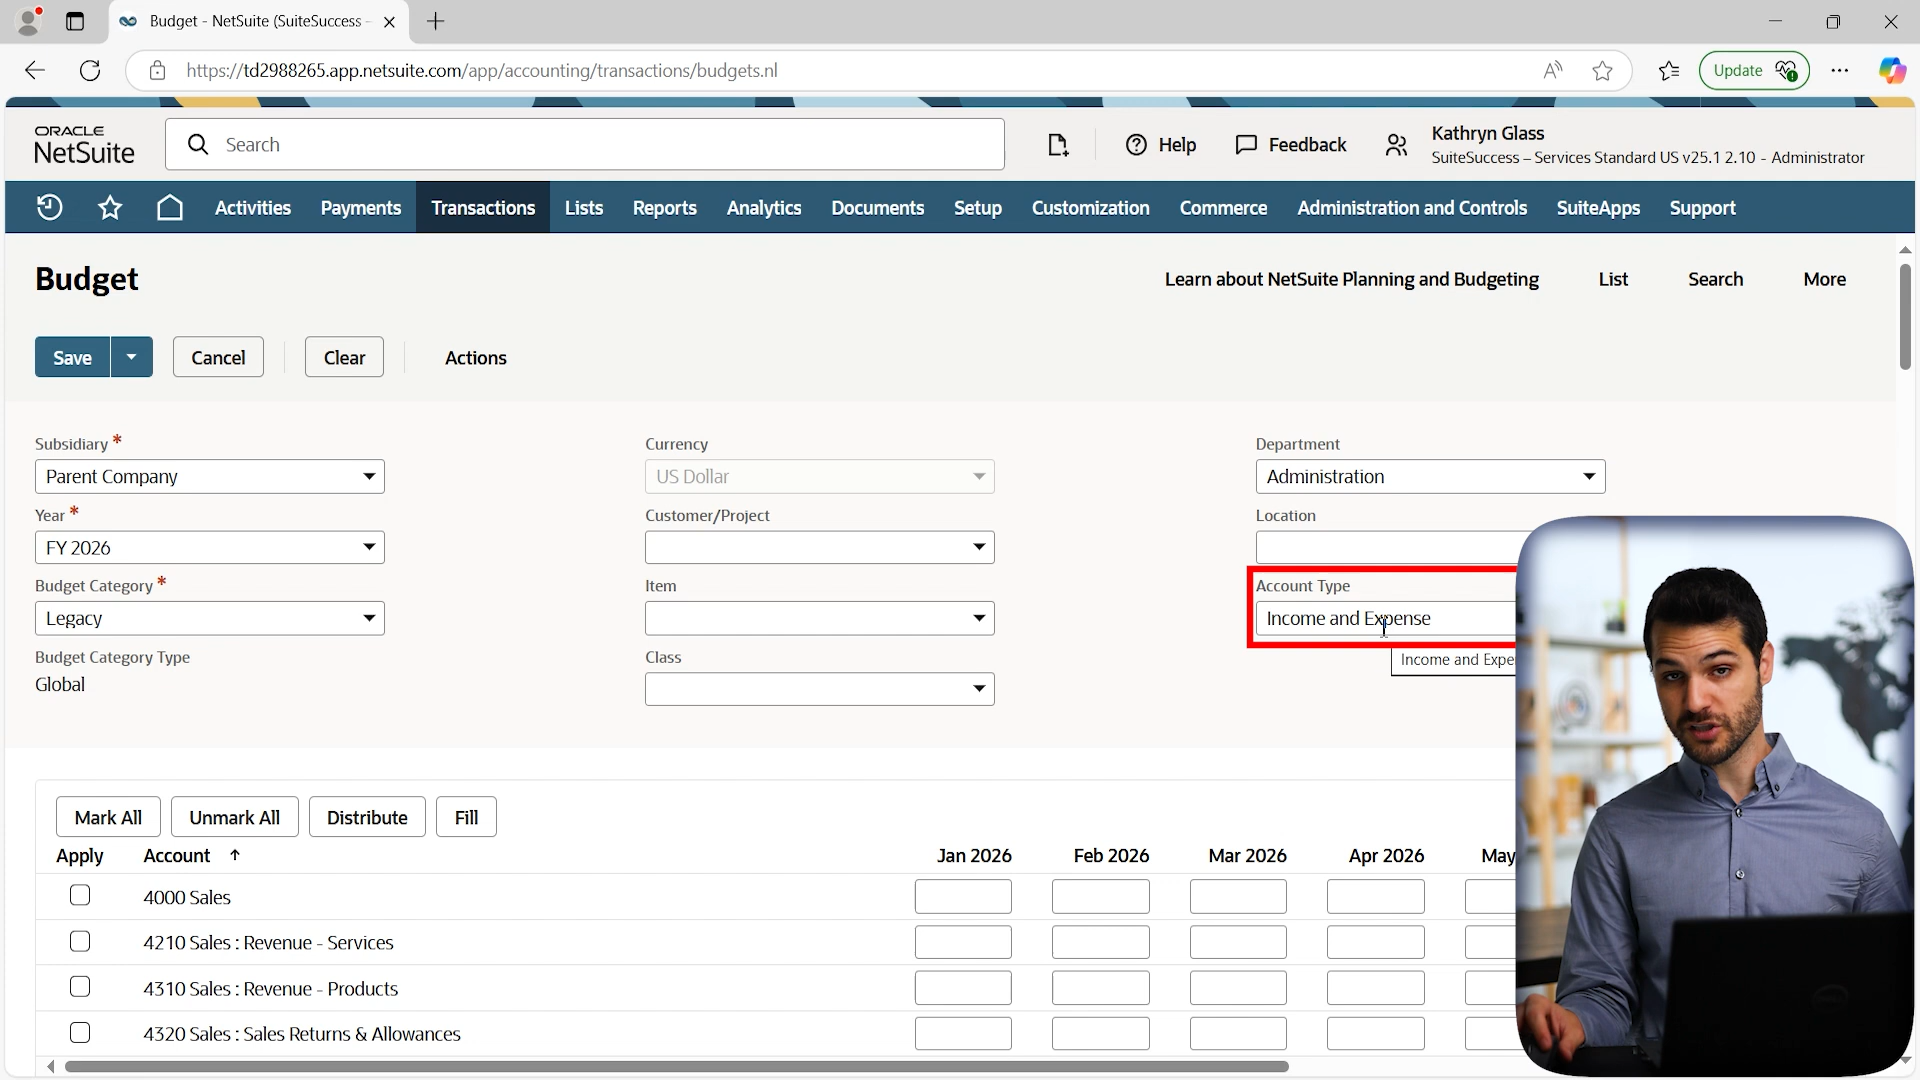 Budget - NetSuite (SuiteSuccess -
https://td2988265.app.netsuite.com/app/accounting/transactions/budgets.nl
Update
ORACLE
NetSuite
Search
Help
Feedback
Kathryn Glass
SuiteSuccess – Services Standard US v25.1 2.10 - Administrator
Activities Payments Transactions Lists Reports Analytics Documents Setup Customization Commerce Administration and Controls SuiteApps Support
Budget
Learn about NetSuite Planning and Budgeting List Search More
Save Cancel Clear Actions
Subsidiary *
Parent Company
Year *
FY 2026
Budget Category *
Legacy
Budget Category Type
Global
Currency
US Dollar
Customer/Project
Item
Class
Department
Administration
Location
Account Type
Income and Expense
Income and Expe
Mark All Unmark All Distribute Fill
Apply Account Jan 2026 Feb 2026 Mar 2026 Apr 2026 May
4000 Sales
4210 Sales : Revenue - Services
4310 Sales : Revenue - Products
4320 Sales : Sales Returns & Allowances